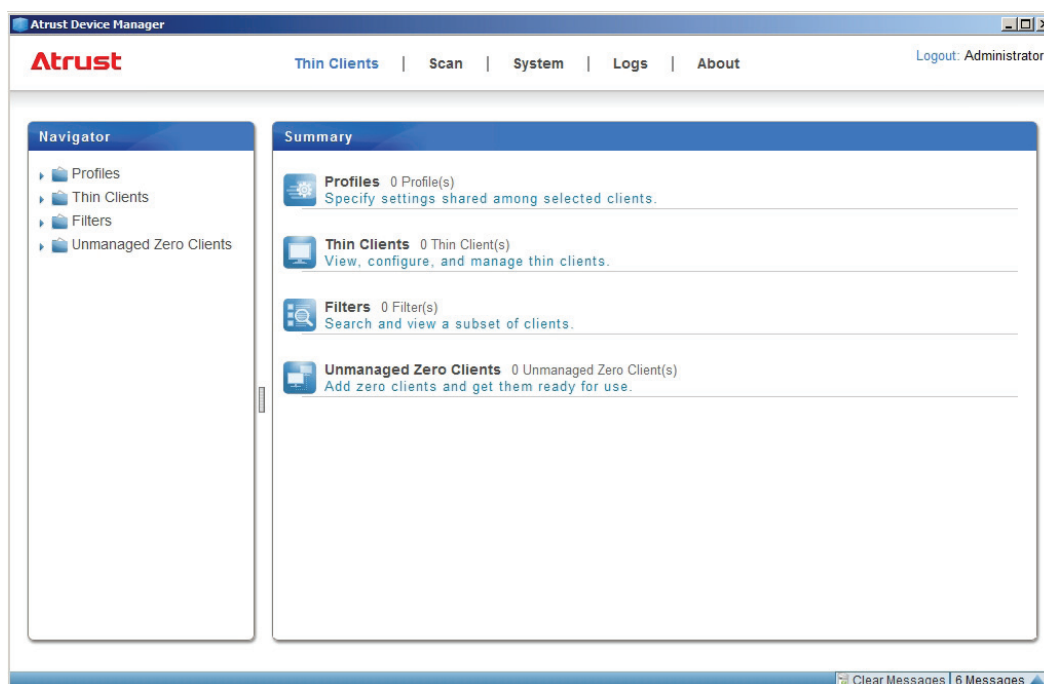 Atrust Device Manager
Atrust
Thin Clients | Scan | System | Logs | About
Logout: Administrator
Navigator
Profiles
Thin Clients
Filters
Unmanaged Zero Clients
Summary
Profiles 0 Profile(s)
Specify settings shared among selected clients.
Thin Clients 0 Thin Client(s)
View, configure, and manage thin clients.
Filters 0 Filter(s)
Search and view a subset of clients.
Unmanaged Zero Clients 0 Unmanaged Zero Client(s)
Add zero clients and get them ready for use.
Clear Messages 6 Messages